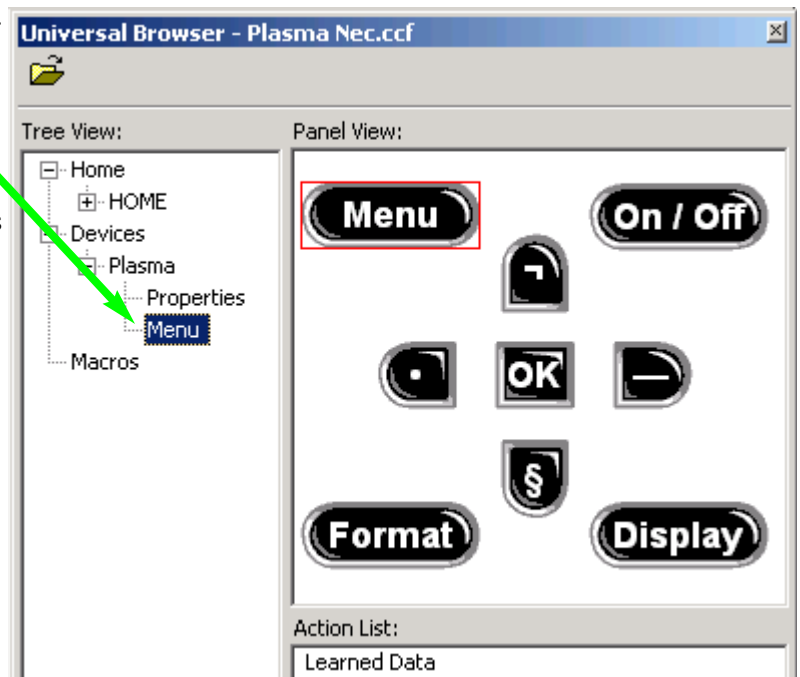 Universal Browser - Plasma Nec.ccf
Tree View:
Home
HOME
Devices
Plasma
Properties
Menu
Macros
Panel View:
Menu
On / Off
¬
•
OK
—
§
Format
Display
Action List:
Learned Data